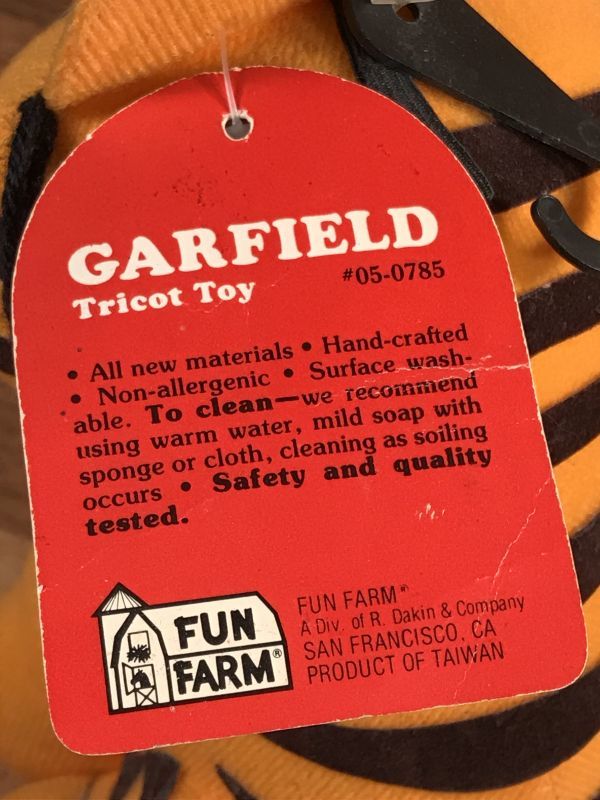 GARFIELD
Tricot Toy #05-0785
• All new materials • Hand-crafted
• Non-allergenic • Surface wash-
able. To clean—we recommend
using warm water, mild soap with
sponge or cloth, cleaning as soiling
occurs • Safety and quality
tested.
FUN
FARM®
FUN FARM®
A Div. of R. Dakin & Company
SAN FRANCISCO, CA
PRODUCT OF TAIWAN